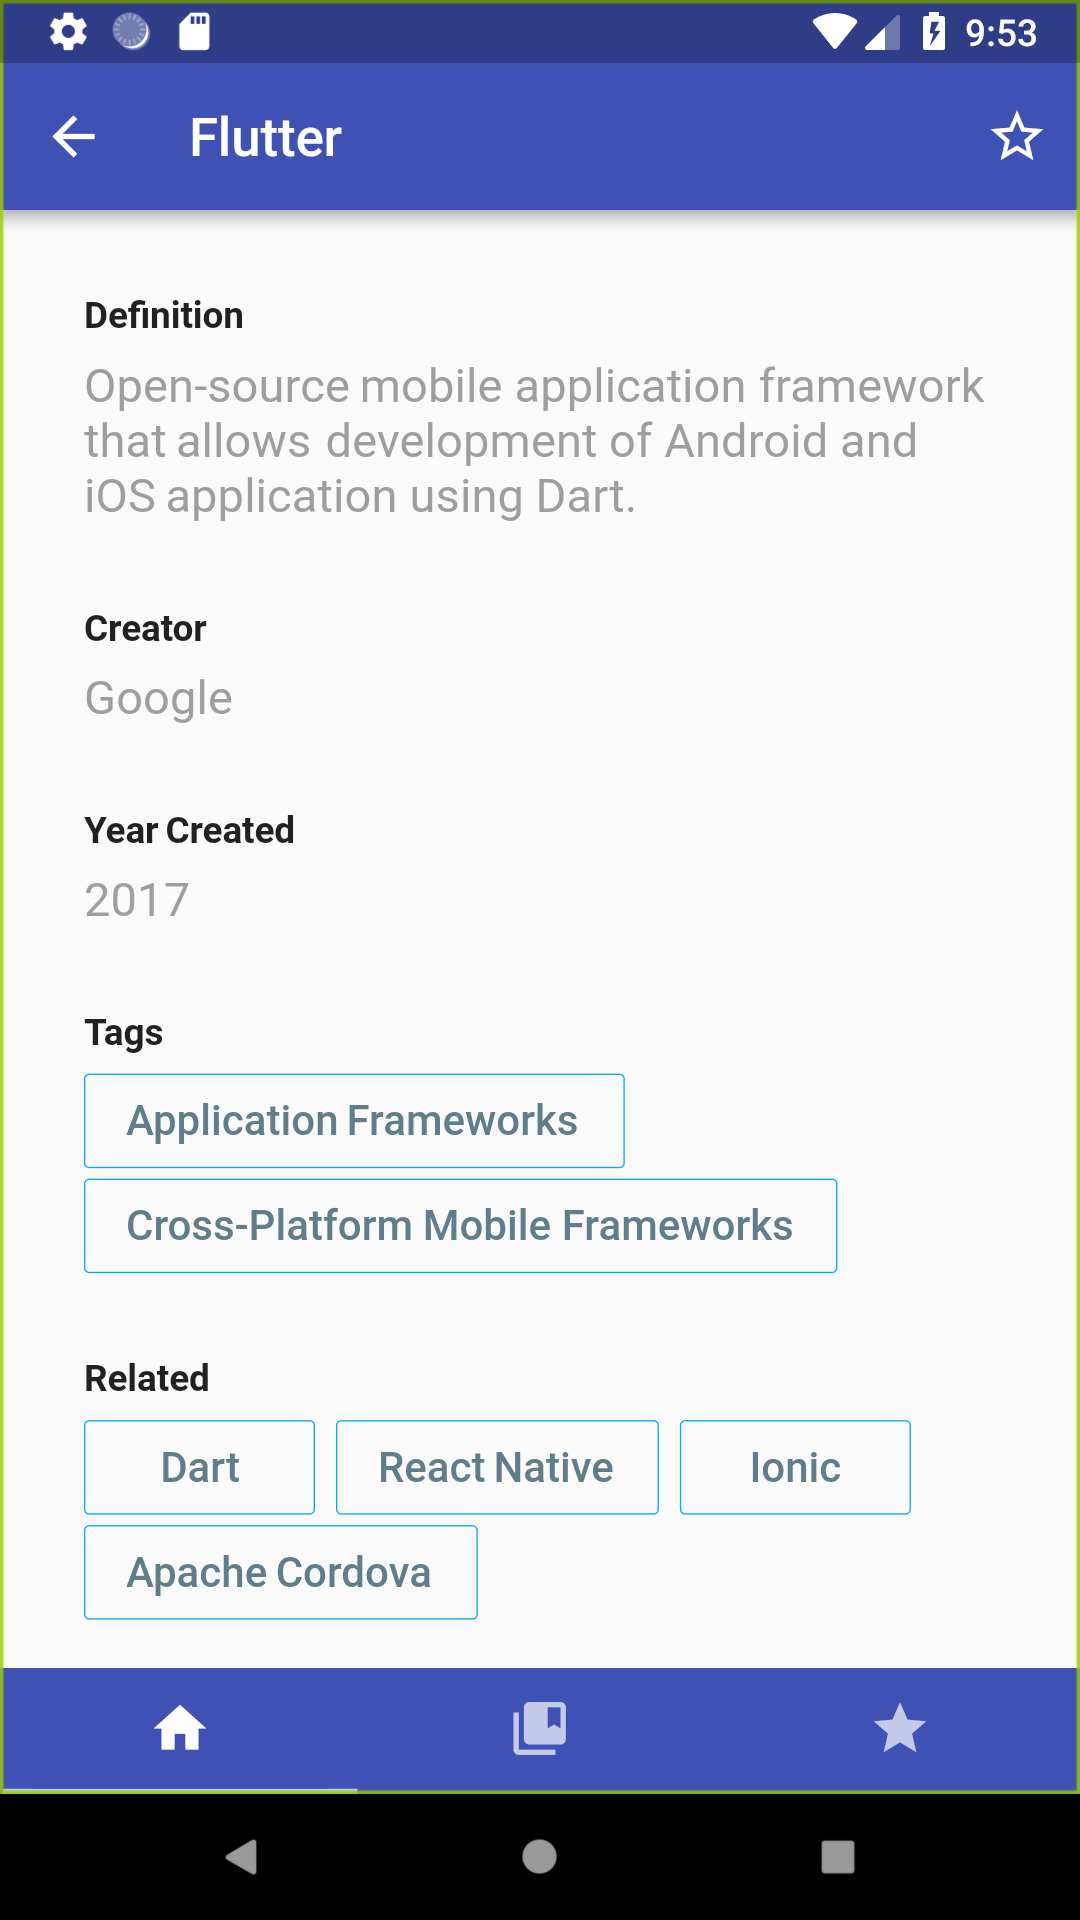 9:53
Flutter
Definition
Open-source mobile application framework
that allows development of Android and
iOS application using Dart.
Creator
Google
Year Created
2017
Tags
Application Frameworks
Cross-Platform Mobile Frameworks
Related
Dart React Native Ionic
Apache Cordova